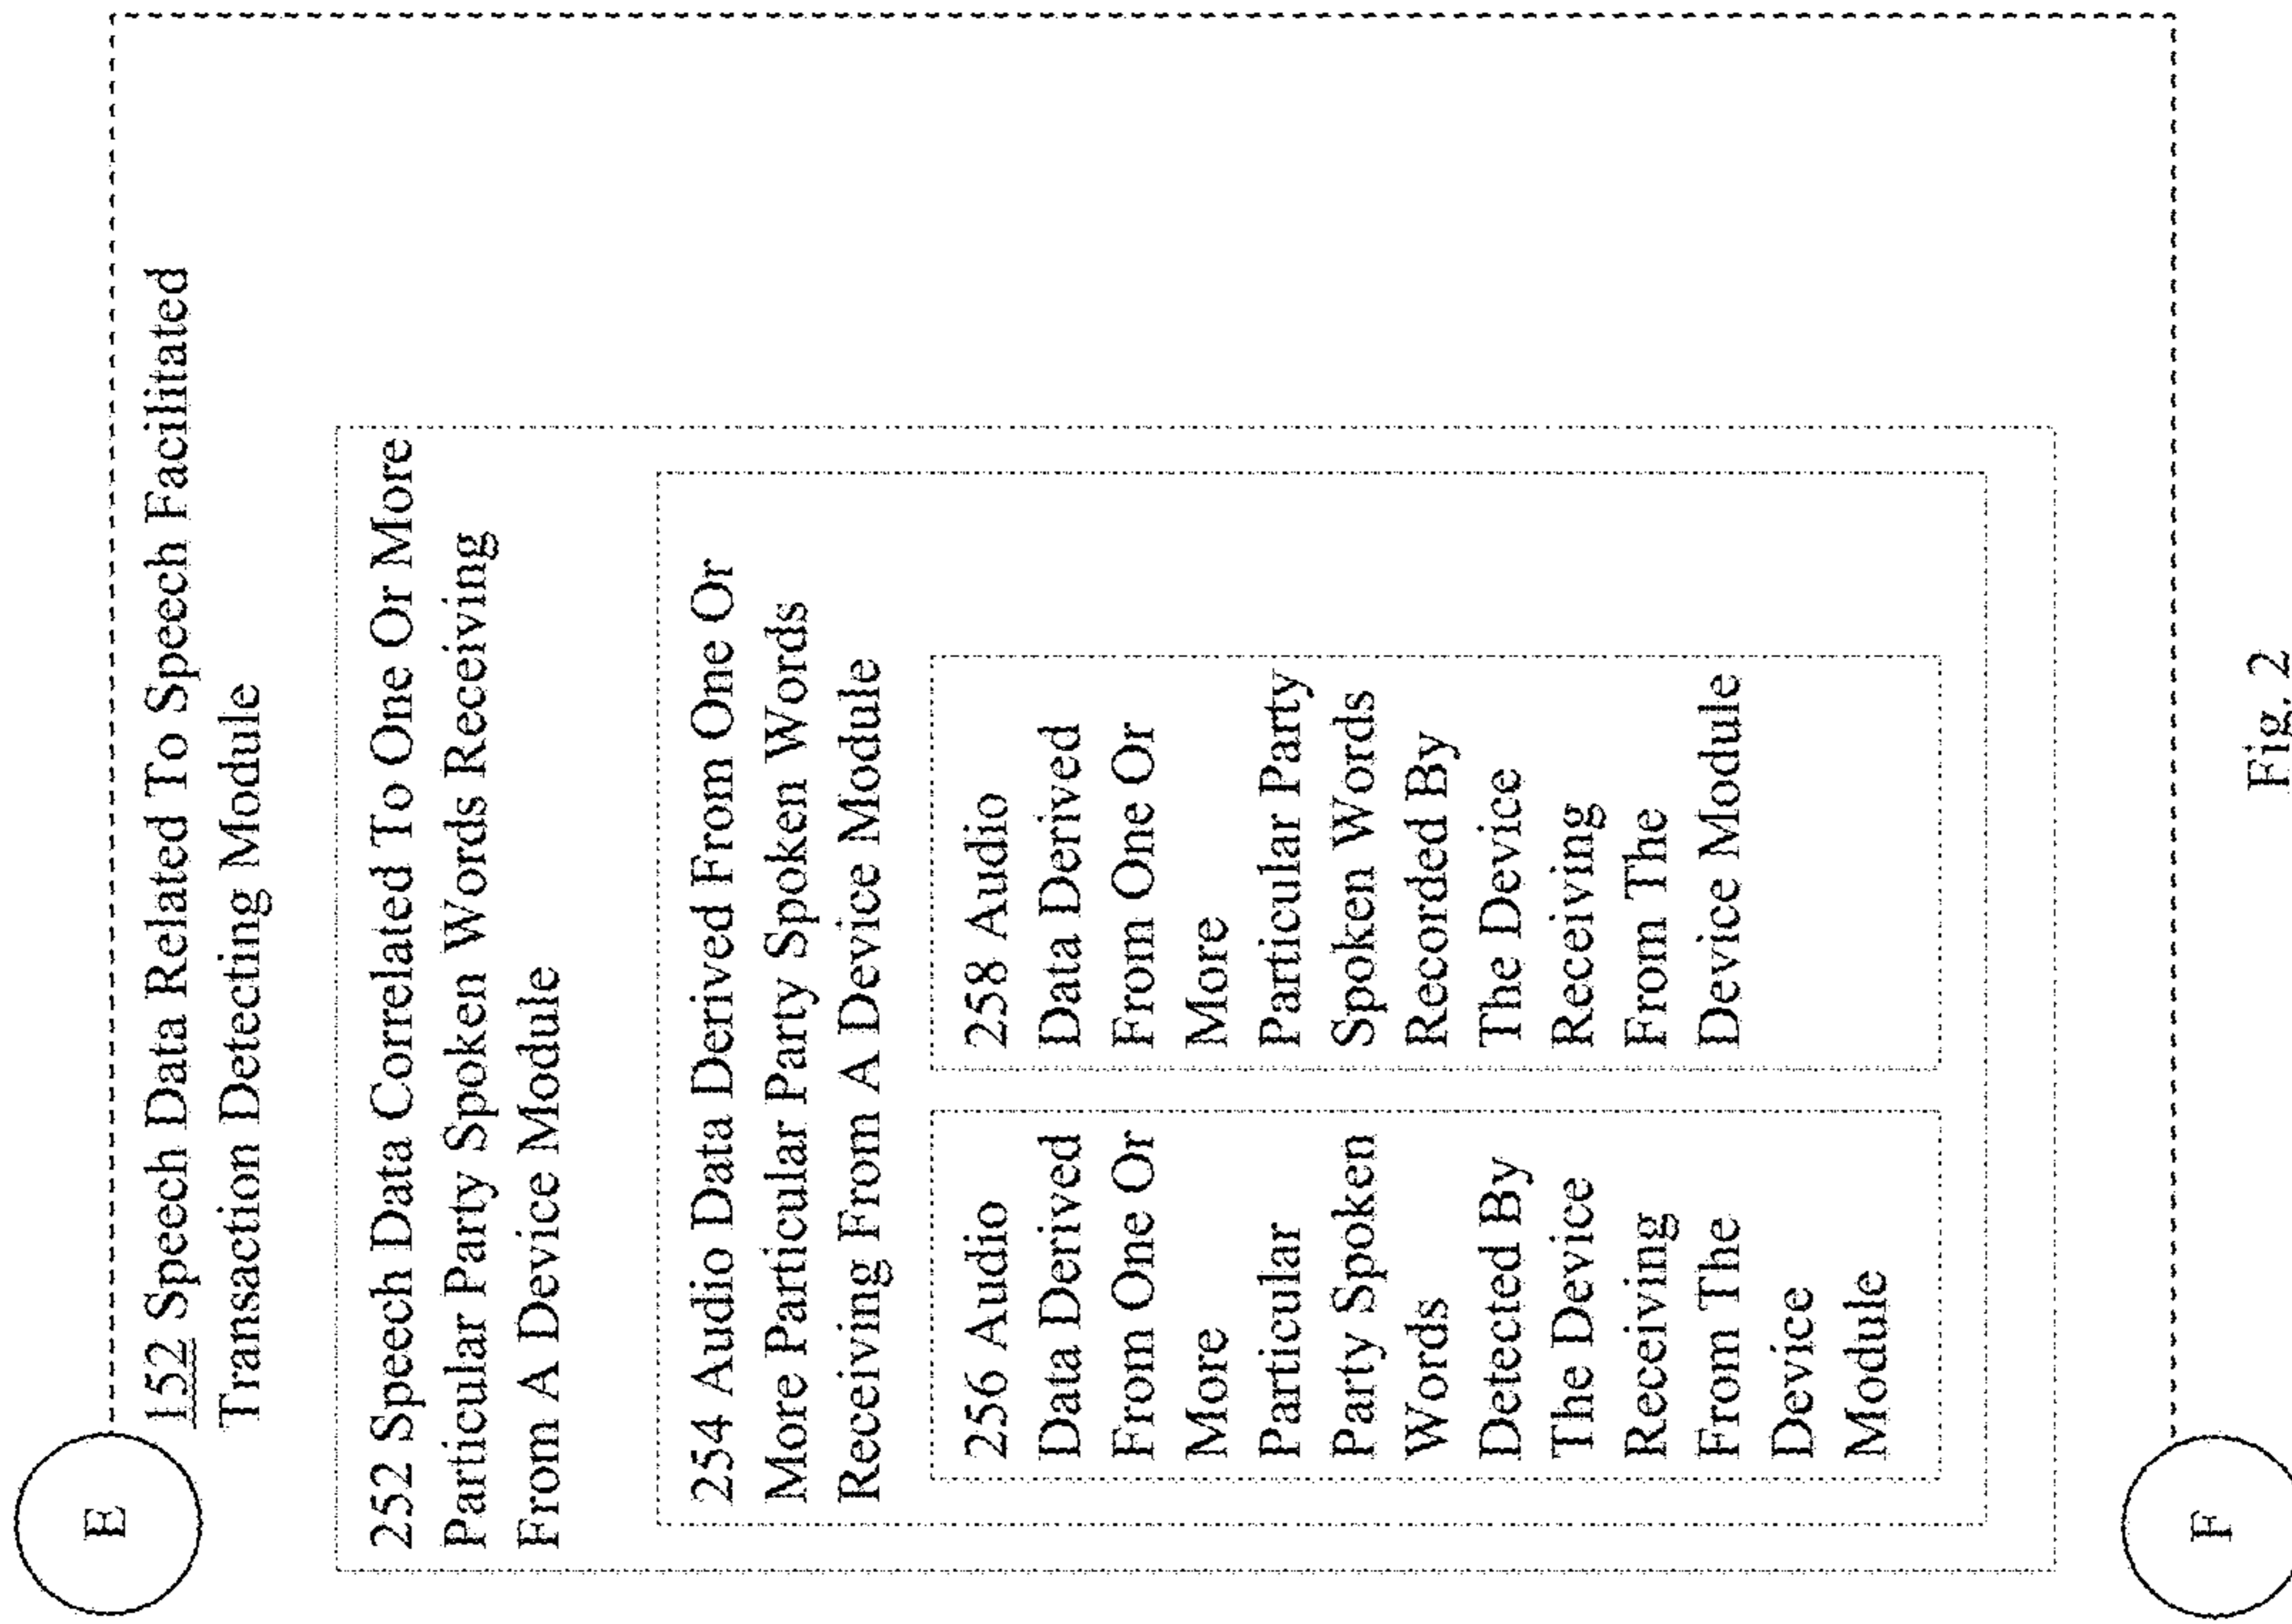 E
152 Speech Data Related To Speech Facilitated
Transaction Detecting Module
252 Speech Data Correlated To One Or More
Particular Party Spoken Words Receiving
From A Device Module
254 Audio Data Derived From One Or
More Particular Party Spoken Words
Receiving From A Device Module
256 Audio
Data Derived
From One Or
More
Particular
Party Spoken
Words
Detected By
The Device
Receiving
From The
Device
Module
258 Audio
Data Derived
From One Or
More
Particular Party
Spoken Words
Recorded By
The Device
Receiving
From The
Device Module
F
Fig. 2